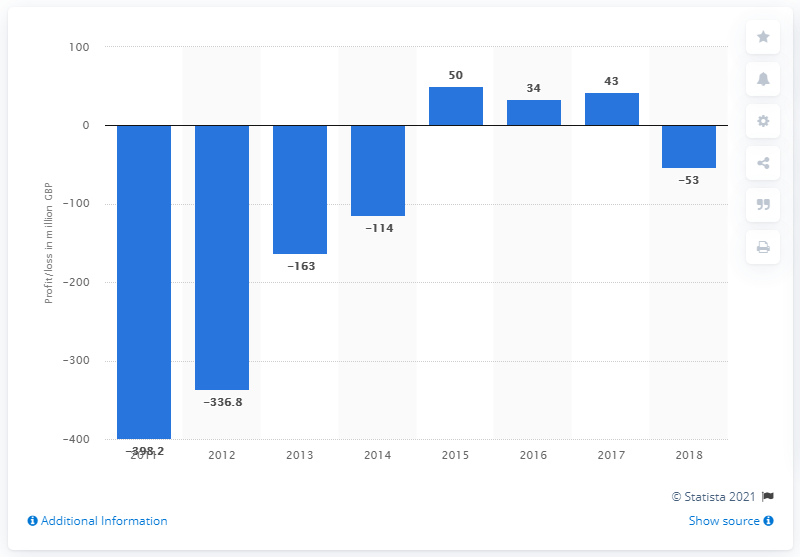 100
0
-100
-200
-300
-400
Profit/loss in million GBP
50
34
43
-53
-114
-163
-336.8
-398.2
2011 2012 2013 2014 2015 2016 2017 2018
© Statista 2021
Additional Information
Show source